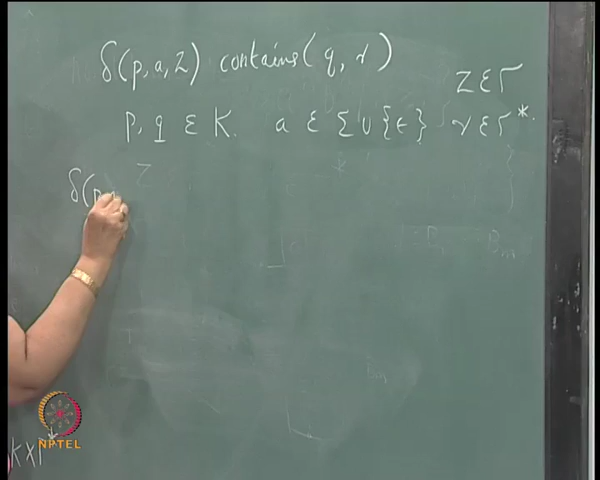 δ(p, a, Z) contains (q, γ)
Z ∈ Γ
p, q ∈ K. a ∈ Σ ∪ {ϵ} γ ∈ Γ*.
δ(p
NPTEL